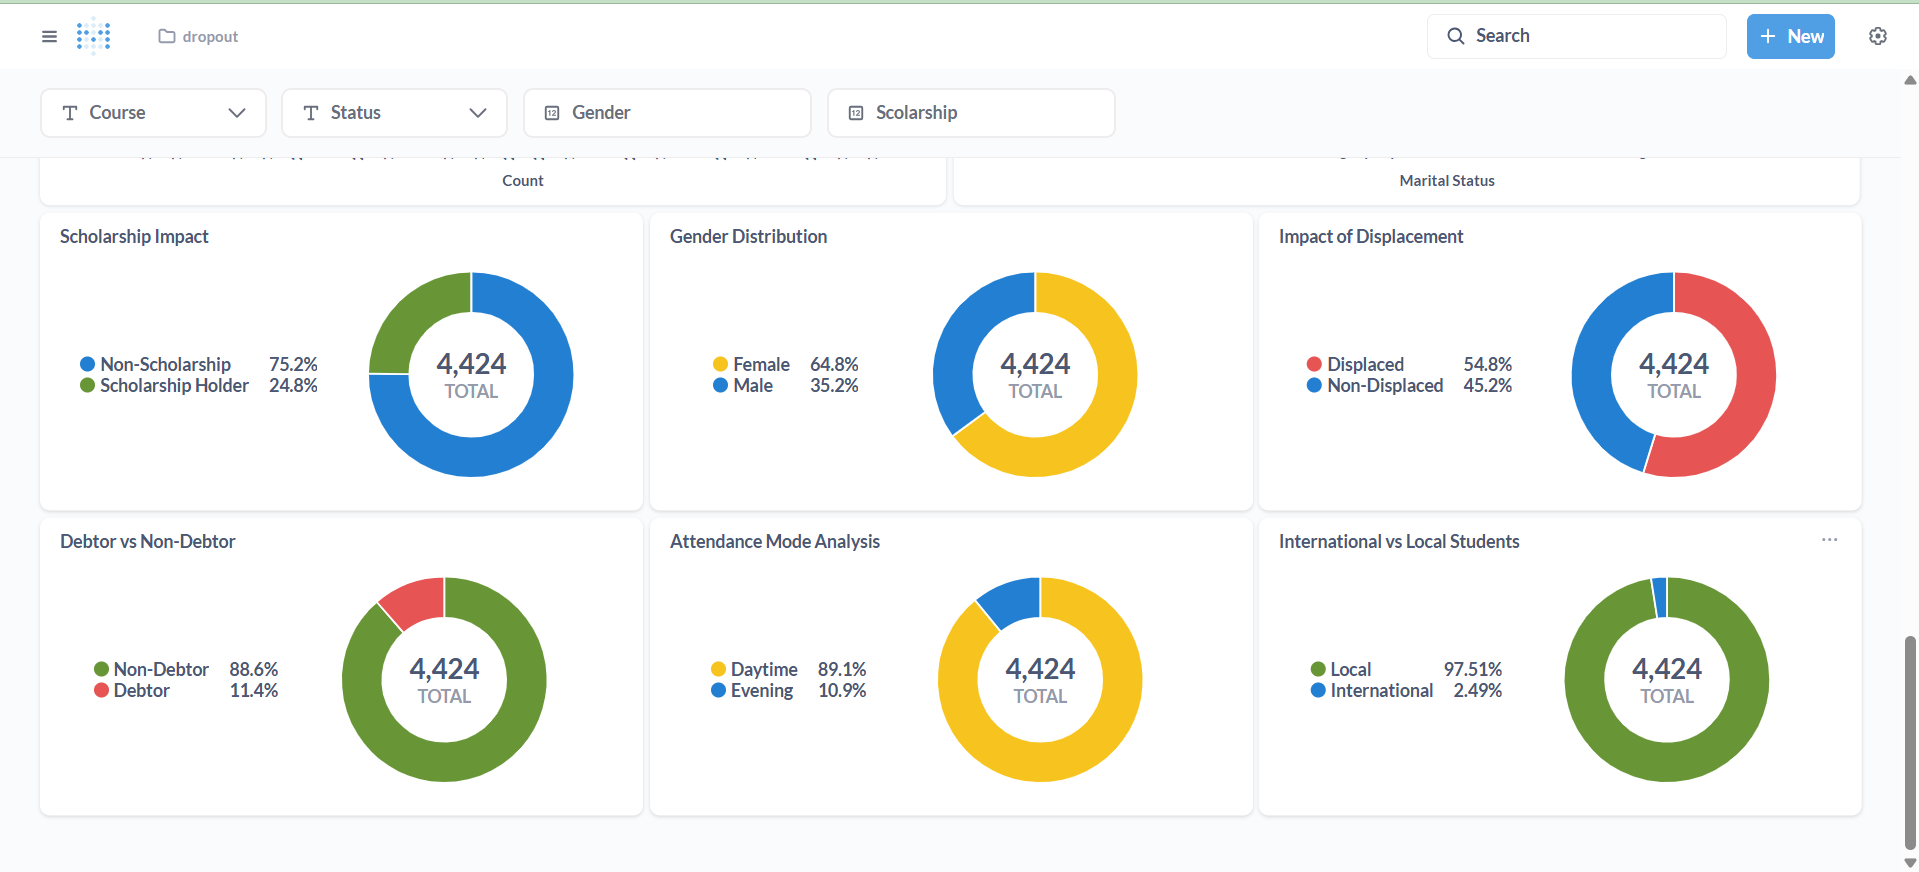 dropout
Search
New
Course
Status
Gender
Scolarship
Count
Marital Status
Scholarship Impact
Non-Scholarship 75.2%
Scholarship Holder 24.8%
4,424
TOTAL
Gender Distribution
Female 64.8%
Male 35.2%
4,424
TOTAL
Impact of Displacement
Displaced 54.8%
Non-Displaced 45.2%
4,424
TOTAL
Debtor vs Non-Debtor
Non-Debtor 88.6%
Debtor 11.4%
4,424
TOTAL
Attendance Mode Analysis
Daytime 89.1%
Evening 10.9%
4,424
TOTAL
International vs Local Students
Local 97.51%
International 2.49%
4,424
TOTAL